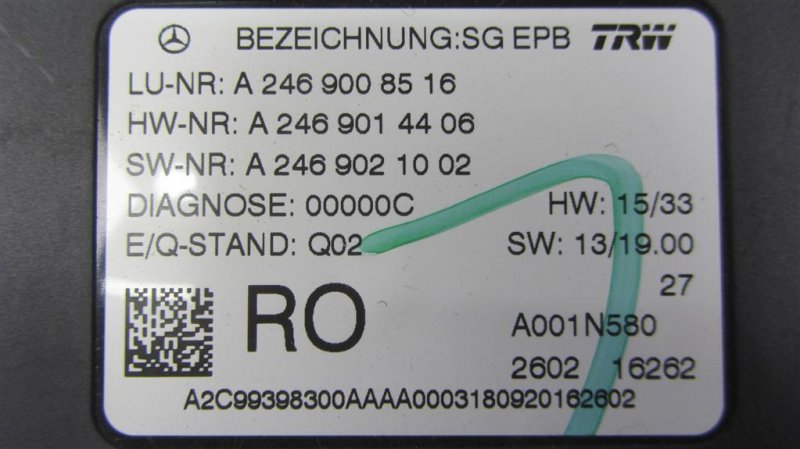 BEZEICHNUNG:SG EPB TRW
LU-NR: A 246 900 85 16
HW-NR: A 246 901 44 06
SW-NR: A 246 902 10 02
DIAGNOSE: 00000C HW: 15/33
E/Q-STAND: Q02 SW: 13/19.00
27
RO A001N580
2602 16262
A2C99398300AAAA0003180920162602